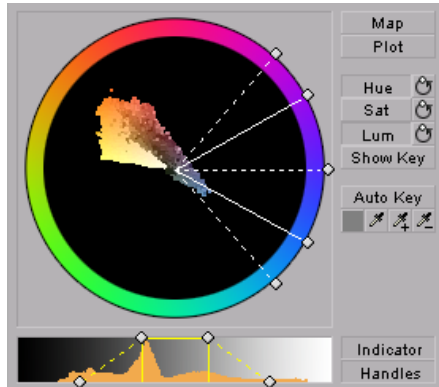 Map
Plot
Hue
Sat
Lum
Show Key
Auto Key
Indicator
Handles